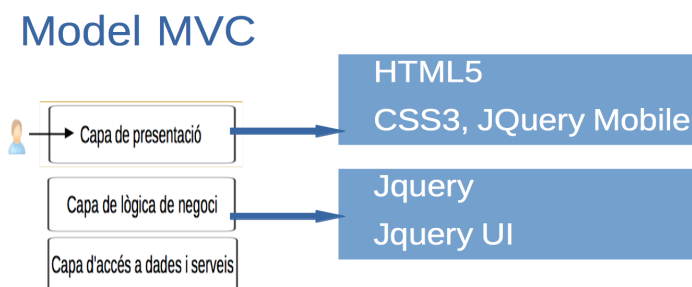 Model MVC
HTML5
CSS3, JQuery Mobile
Capa de presentació
Jquery
Jquery UI
Capa de lògica de negoci
Capa d'accés a dades i serveis